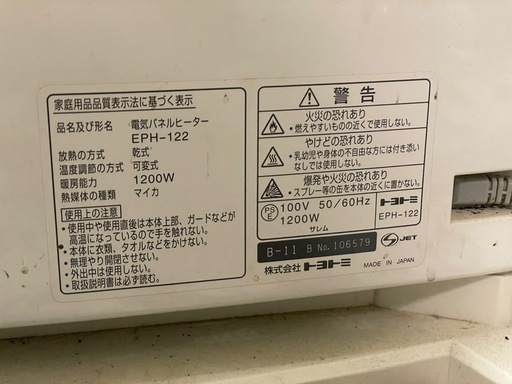 家庭用品品質表示法に基づく表示
品名及び形名 電気パネルヒーター
EPH-122
放熱の方式 乾式
温度調節の方式 可変式
暖房能力 1200W
熱媒体の種類 マイカ
使用上の注意
・使用中や使用直後は本体上部、ガードなどが
高温になっているので手を触れない。
・本体に衣類、タオルなどをかけない。
・無理やり開閉させない。
・外出中は使用しない。
・取扱説明書は必ず読む。
警告
火災の恐れあり
・燃えやすいものの近くで使用しない。
やけどの恐れあり
・乳幼児や身体の不自由な方には付き添い
なしでは使用しない。
爆発や火災の恐れあり
・スプレー等の缶を本体の近くに置かない。
PSE 100V 50/60Hz トヨトミ
1200W EPH-122
サレム
B-11 B No.106579 JET
株式会社 トヨトミ MADE IN JAPAN